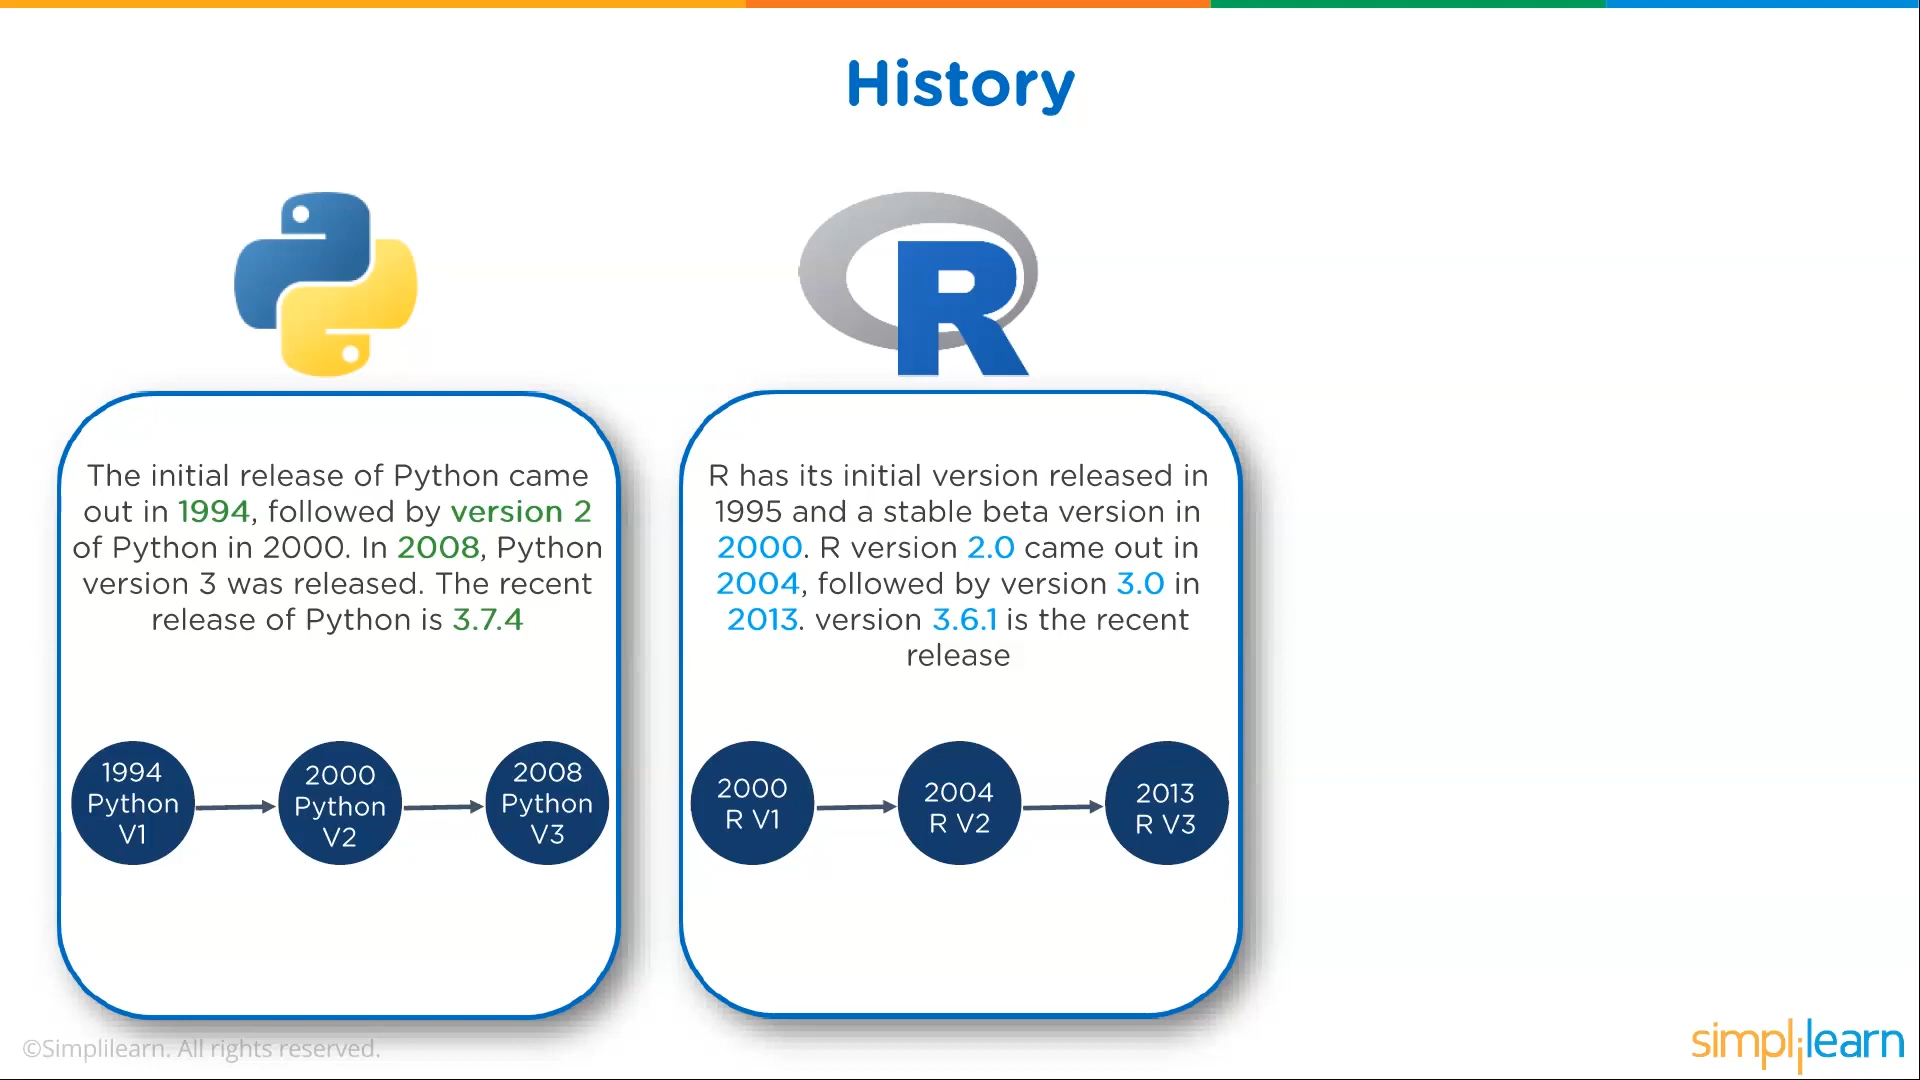 History
R
The initial release of Python came
out in 1994, followed by version 2
of Python in 2000. In 2008, Python
version 3 was released. The recent
release of Python is 3.7.4
1994
Python
V1
2000
Python
V2
2008
Python
V3
R has its initial version released in
1995 and a stable beta version in
2000. R version 2.0 came out in
2004, followed by version 3.0 in
2013. version 3.6.1 is the recent
release
2000
R V1
2004
R V2
2013
R V3
©Simplilearn. All rights reserved.
simplilearn